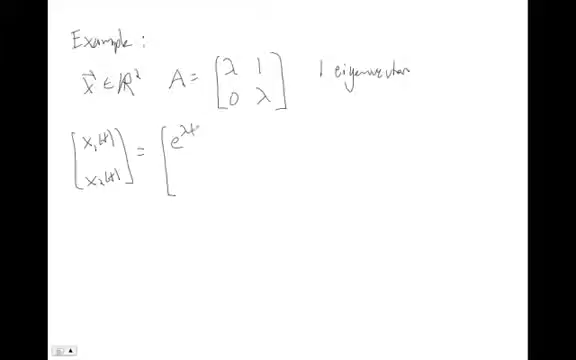 Example:
x⃗ ∈ ℝ² A = [λ 1; 0 λ] 1 eigenvector
[x₁(t); x₂(t)] = [e^λt